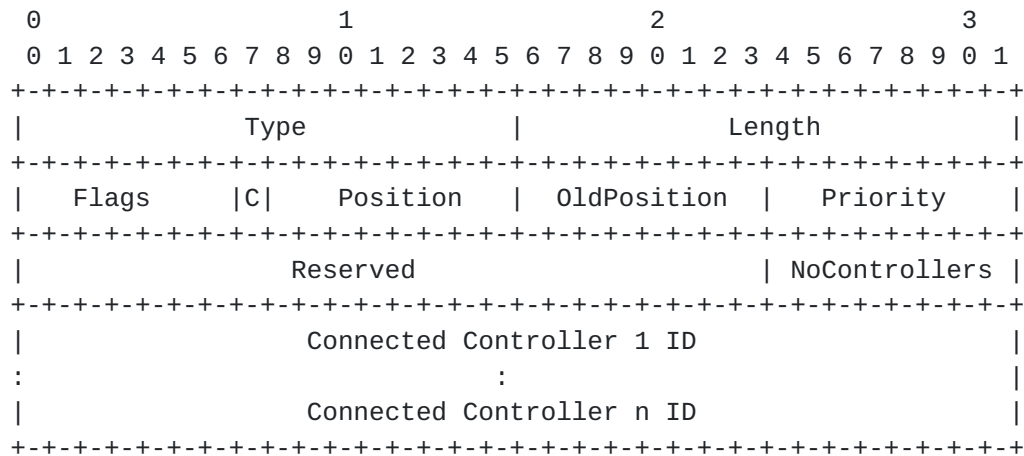 0                   1                   2                   3
 0 1 2 3 4 5 6 7 8 9 0 1 2 3 4 5 6 7 8 9 0 1 2 3 4 5 6 7 8 9 0 1
+-+-+-+-+-+-+-+-+-+-+-+-+-+-+-+-+-+-+-+-+-+-+-+-+-+-+-+-+-+-+-+-+
|              Type             |             Length            |
+-+-+-+-+-+-+-+-+-+-+-+-+-+-+-+-+-+-+-+-+-+-+-+-+-+-+-+-+-+-+-+-+
|   Flags     |C|    Position   |  OldPosition  |   Priority    |
+-+-+-+-+-+-+-+-+-+-+-+-+-+-+-+-+-+-+-+-+-+-+-+-+-+-+-+-+-+-+-+-+
|                 Reserved                      | NoControllers |
+-+-+-+-+-+-+-+-+-+-+-+-+-+-+-+-+-+-+-+-+-+-+-+-+-+-+-+-+-+-+-+-+
|                  Connected Controller 1 ID                    |
:                              :                                |
|                  Connected Controller n ID                    |
+-+-+-+-+-+-+-+-+-+-+-+-+-+-+-+-+-+-+-+-+-+-+-+-+-+-+-+-+-+-+-+-+